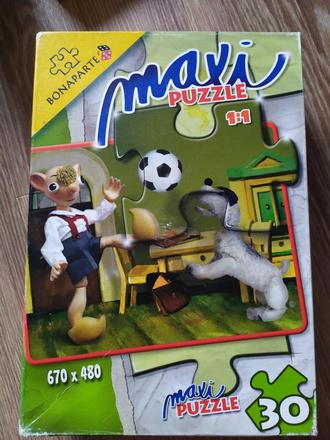 BONAPARTE
maxi
PUZZLE
1:1
670 x 480
maxi
PUZZLE
30